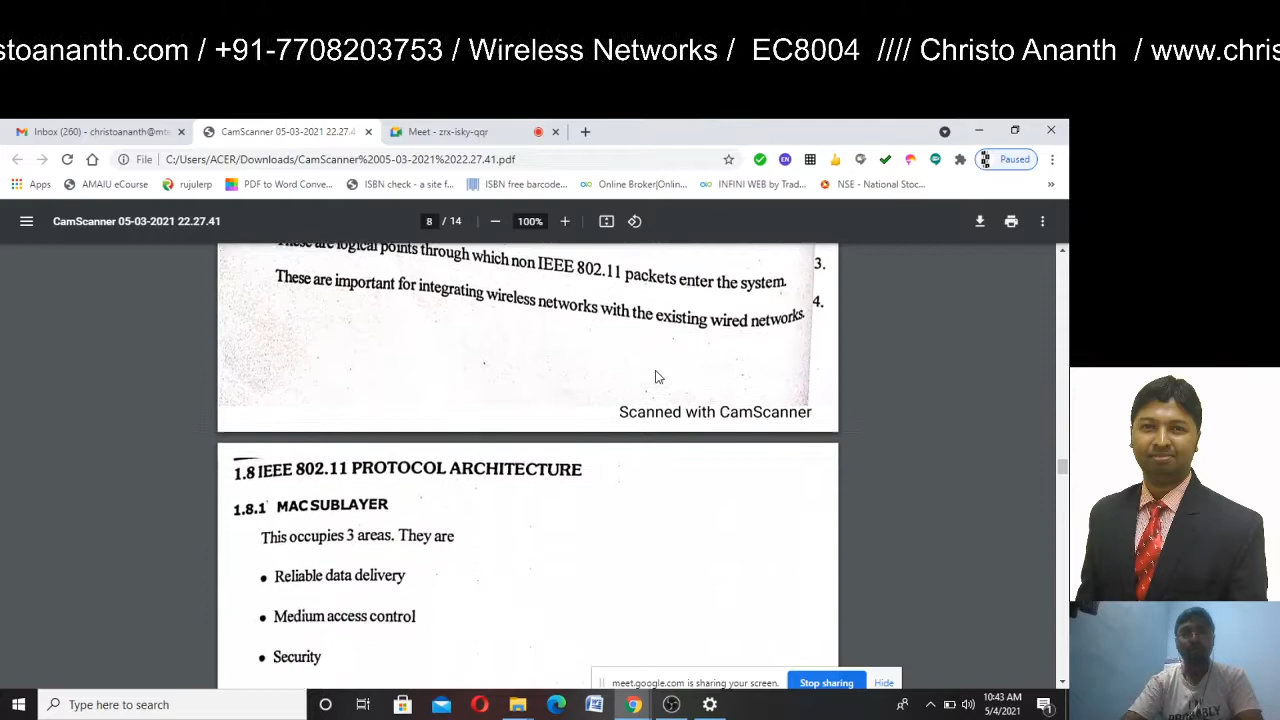 stoananth.com / +91-7708203753 / Wireless Networks / EC8004 //// Christo Ananth / www.chris
Inbox (260) - christoananth@mt
CamScanner 05-03-2021 22.27.4
Meet - zrx-isky-qqr
File
C:/Users/ACER/Downloads/CamScanner%2005-03-2021%2022.27.41.pdf
EN
Paused
Apps
AMAIU eCourse
rujulerp
PDF to Word Conve...
ISBN check - a site f...
ISBN free barcode...
Online Broker|Onlin...
INFINI WEB by Trad...
NSE - National Stoc...
»
CamScanner 05-03-2021 22.27.41
8 / 14
100%
These are logical points through which non IEEE 802.11 packets enter the system.
3.
These are important for integrating wireless networks with the existing wired networks.
4.
Scanned with CamScanner
1.8 IEEE 802.11 PROTOCOL ARCHITECTURE
1.8.1 MAC SUBLAYER
This occupies 3 areas. They are
• Reliable data delivery
• Medium access control
• Security
meet.google.com is sharing your screen.
Stop sharing
Hide
Type here to search
10:43 AM
5/4/2021
PROBABLY